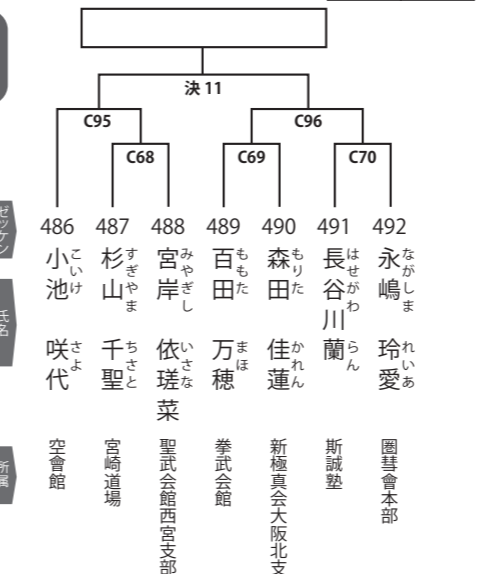 決 11
C95
C96
C68
C69
C70
ゼッケン
486
487
488
489
490
491
492
氏名
小池 咲代
こいけ さよ
杉山 千聖
すぎやま ちさと
宮岸 依瑳菜
みやぎし いさな
百田 万穂
ももた まほ
森田 佳蓮
もりた かれん
長谷川 蘭
はせがわ らん
永嶋 玲愛
ながしま れいあ
所属
空會館
宮崎道場
聖武会館西宮支部
拳武会館
新極真会大阪北支
斯誠塾
圏彗會本部